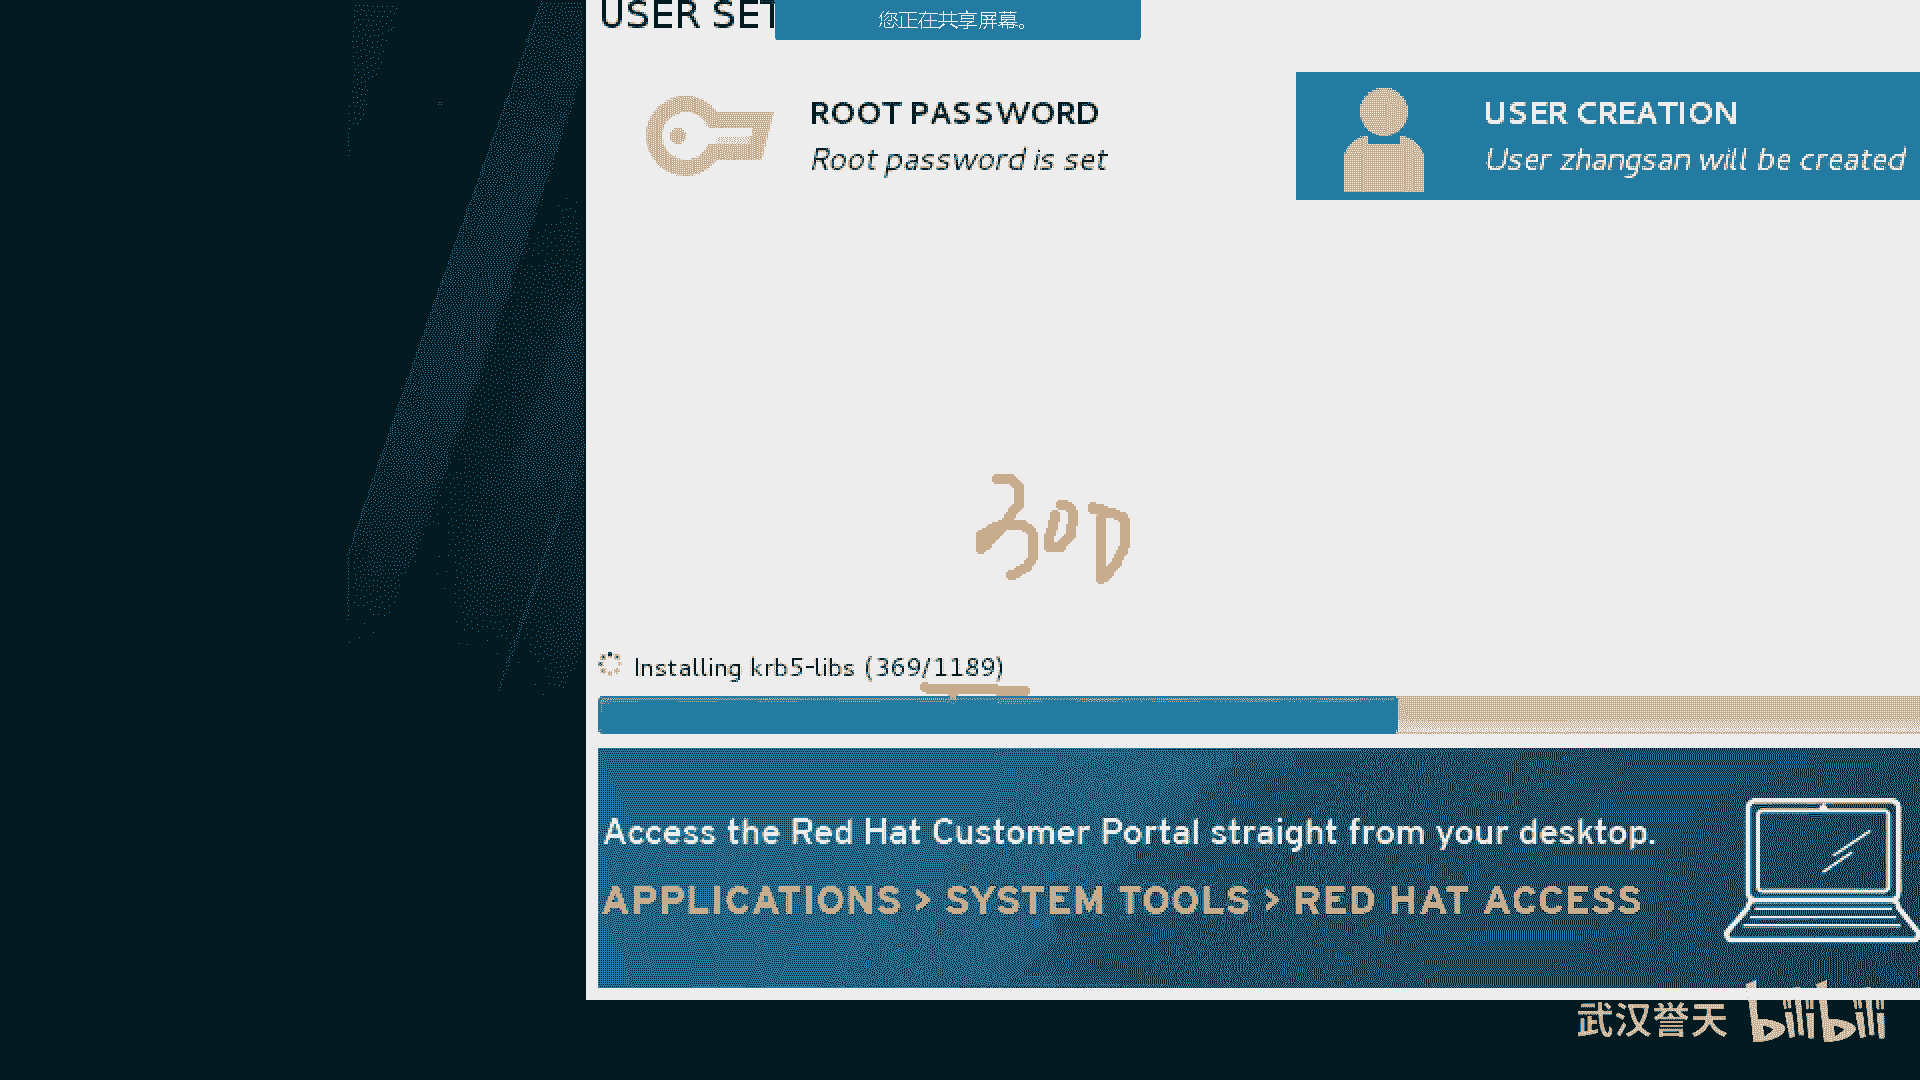 USER SET
您正在共享屏幕。
ROOT PASSWORD
Root password is set
USER CREATION
User zhangsan will be created
300
Installing krb5-libs (369/1189)
Access the Red Hat Customer Portal straight from your desktop.
APPLICATIONS > SYSTEM TOOLS > RED HAT ACCESS
武汉誉天 bilibili